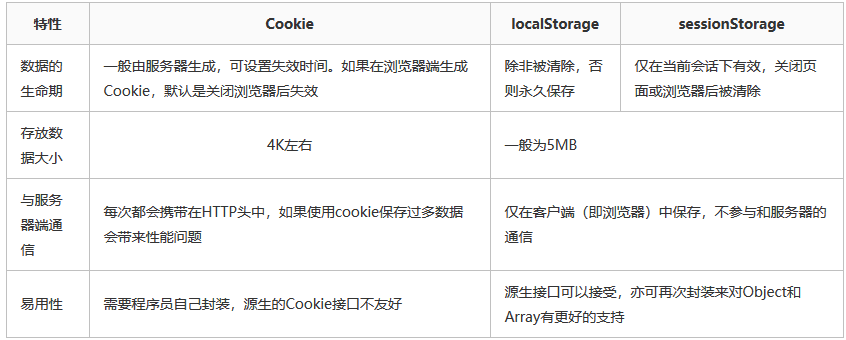 特性 Cookie localStorage sessionStorage
数据的
生命期
一般由服务器生成，可设置失效时间。如果在浏览器端生成
Cookie，默认是关闭浏览器后失效
除非被清除，否
则永久保存
仅在当前会话下有效，关闭页
面或浏览器后被清除
存放数
据大小
4K左右
一般为5MB
与服务
器端通
信
每次都会携带在HTTP头中，如果使用cookie保存过多数据
会带来性能问题
仅在客户端（即浏览器）中保存，不参与和服务器的
通信
易用性
需要程序员自己封装，源生的Cookie接口不友好
源生接口可以接受，亦可再次封装来对Object和
Array有更好的支持